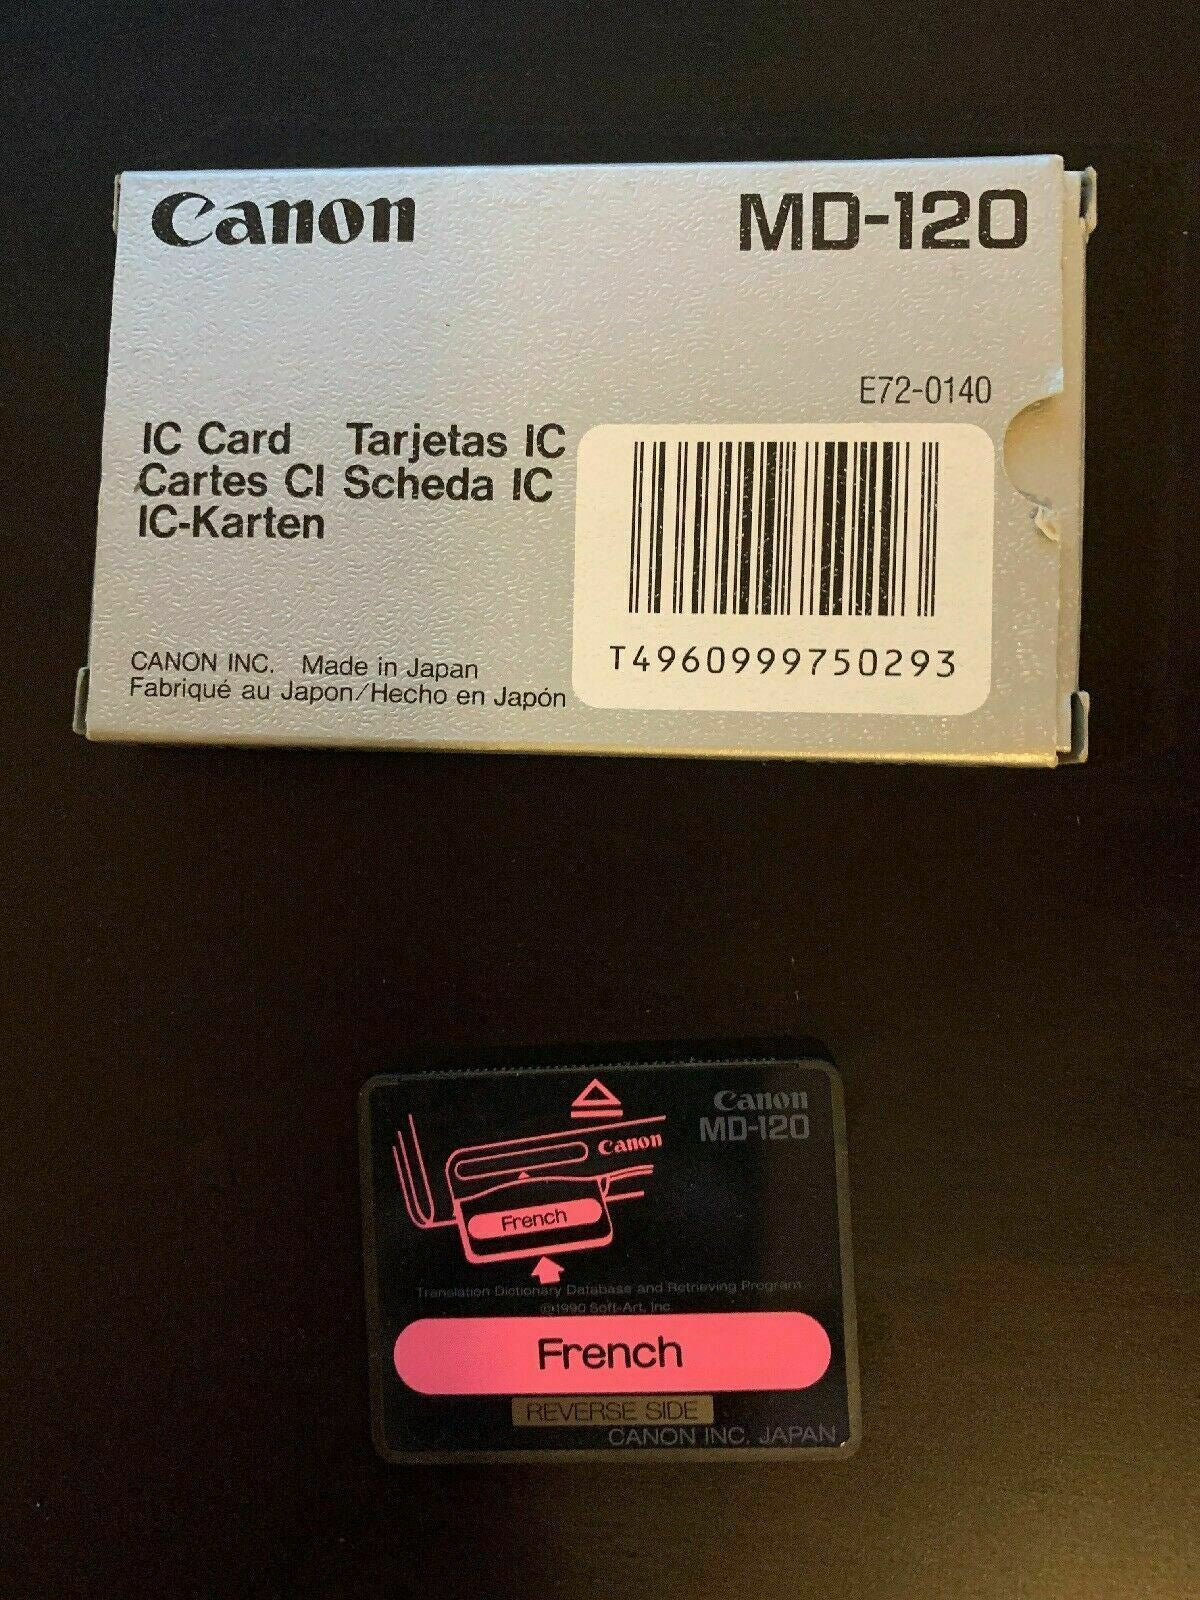 Canon MD-120
E72-0140
IC Card Tarjetas IC
Cartes CI Scheda IC
IC-Karten
T4960999750293
CANON INC. Made in Japan
Fabriqué au Japon/Hecho en Japón
Canon
MD-120
Canon
French
Translation Dictionary Database and Retrieving Program
©1990 Soft-Art, Inc
French
REVERSE SIDE
CANON INC. JAPAN